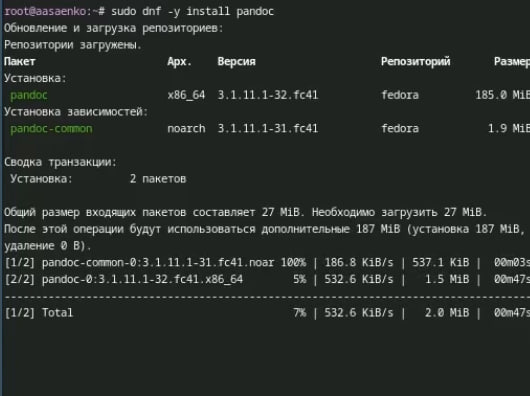 root@aasaenko:~# sudo dnf -y install pandoc
Обновление и загрузка репозиториев:
Репозитории загружены.
Пакет Арх. Версия Репозиторий Размер
Установка:
pandoc x86_64 3.1.11.1-32.fc41 fedora 185.0 MiB
Установка зависимостей:
pandoc-common noarch 3.1.11.1-31.fc41 fedora 1.9 MiB
Сводка транзакции:
Установка: 2 пакетов
Общий размер входящих пакетов составляет 27 MiB. Необходимо загрузить 27 MiB.
После этой операции будут использоваться дополнительные 187 MiB (установка 187 MiB,
удаление 0 B).
[1/2] pandoc-common-0:3.1.11.1-31.fc41.noar 100% | 186.8 KiB/s | 537.1 KiB | 00m03s
[2/2] pandoc-0:3.1.11.1-32.fc41.x86_64 5% | 532.6 KiB/s | 1.5 MiB | 00m47s
--------------------------------------------------------------------------------
[1/2] Total 7% | 532.6 KiB/s | 2.0 MiB | 00m47s